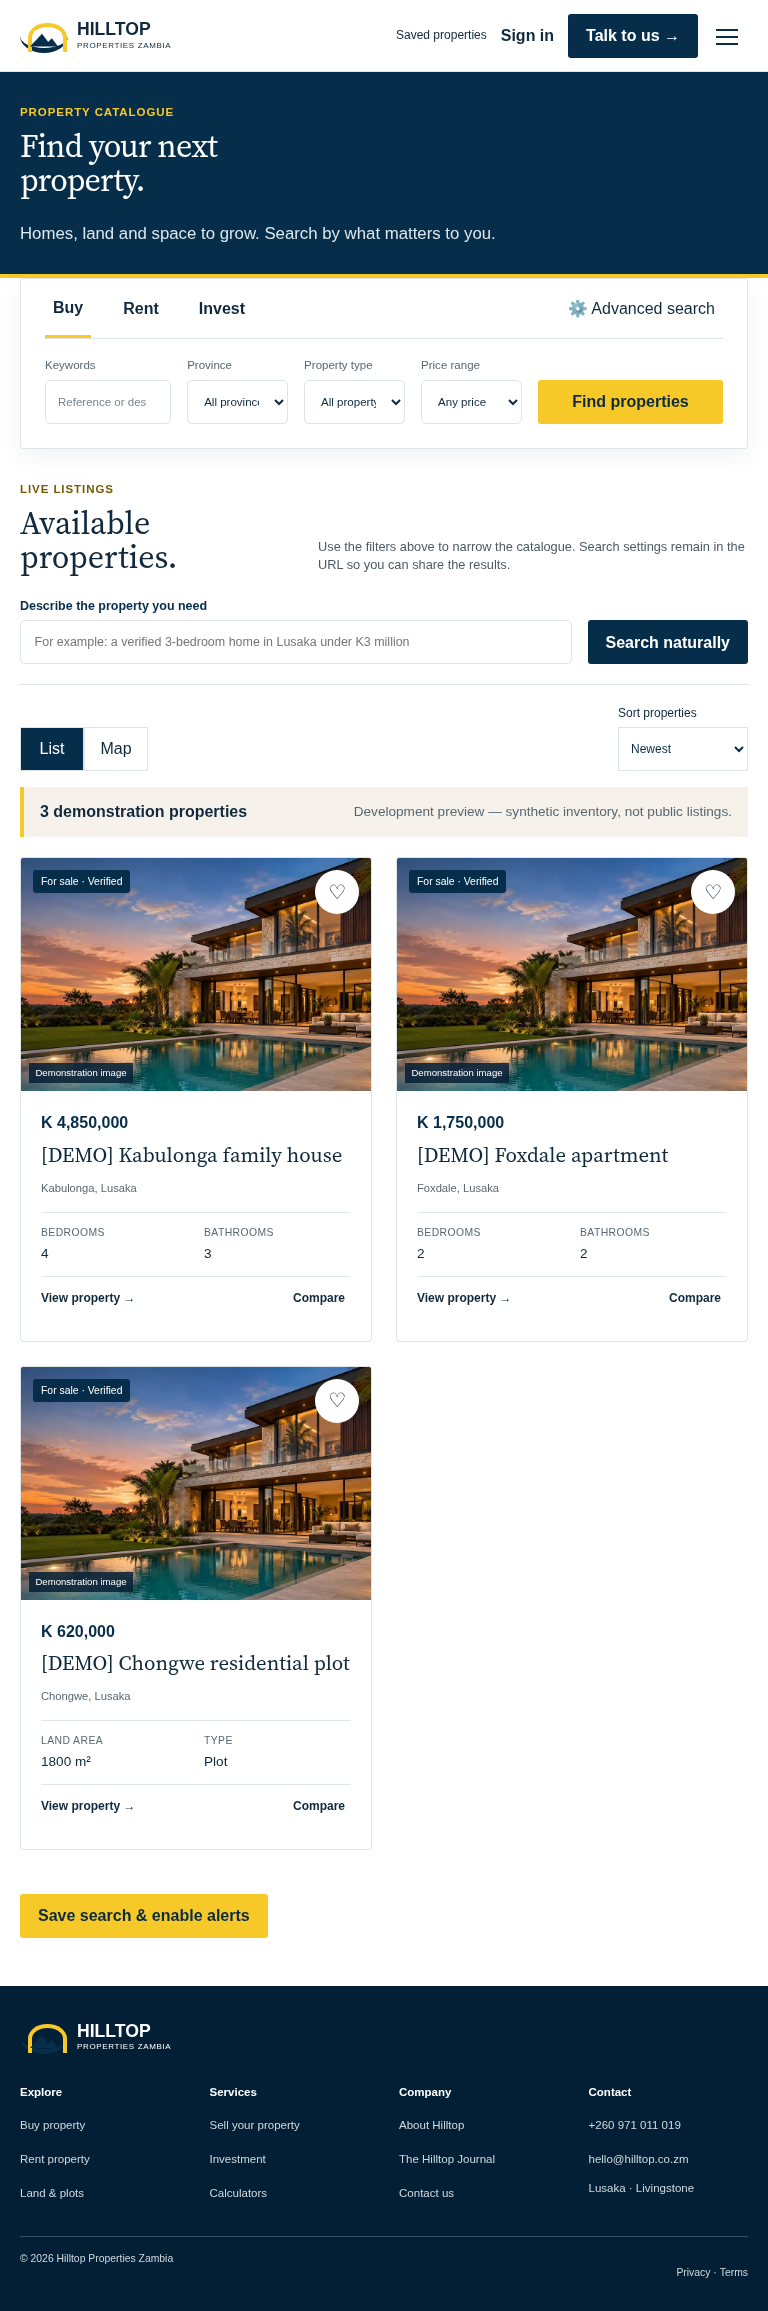 HILLTOP
PROPERTIES ZAMBIA
Saved properties
Sign in
Talk to us →
PROPERTY CATALOGUE
Find your next
property.
Homes, land and space to grow. Search by what matters to you.
Buy
Rent
Invest
⚙️ Advanced search
Keywords
Province
Property type
Price range
Reference or des
All province
All property
Any price
Find properties
LIVE LISTINGS
Available
properties.
Use the filters above to narrow the catalogue. Search settings remain in the
URL so you can share the results.
Describe the property you need
For example: a verified 3-bedroom home in Lusaka under K3 million
Search naturally
Sort properties
List
Map
Newest
3 demonstration properties
Development preview — synthetic inventory, not public listings.
For sale · Verified
♡
Demonstration image
K 4,850,000
[DEMO] Kabulonga family house
Kabulonga, Lusaka
BEDROOMS
BATHROOMS
4
3
View property →
Compare
For sale · Verified
♡
Demonstration image
K 1,750,000
[DEMO] Foxdale apartment
Foxdale, Lusaka
BEDROOMS
BATHROOMS
2
2
View property →
Compare
For sale · Verified
♡
Demonstration image
K 620,000
[DEMO] Chongwe residential plot
Chongwe, Lusaka
LAND AREA
TYPE
1800 m²
Plot
View property →
Compare
Save search & enable alerts
HILLTOP
PROPERTIES ZAMBIA
Explore
Buy property
Rent property
Land & plots
Services
Sell your property
Investment
Calculators
Company
About Hilltop
The Hilltop Journal
Contact us
Contact
+260 971 011 019
hello@hilltop.co.zm
Lusaka · Livingstone
© 2026 Hilltop Properties Zambia
Privacy · Terms